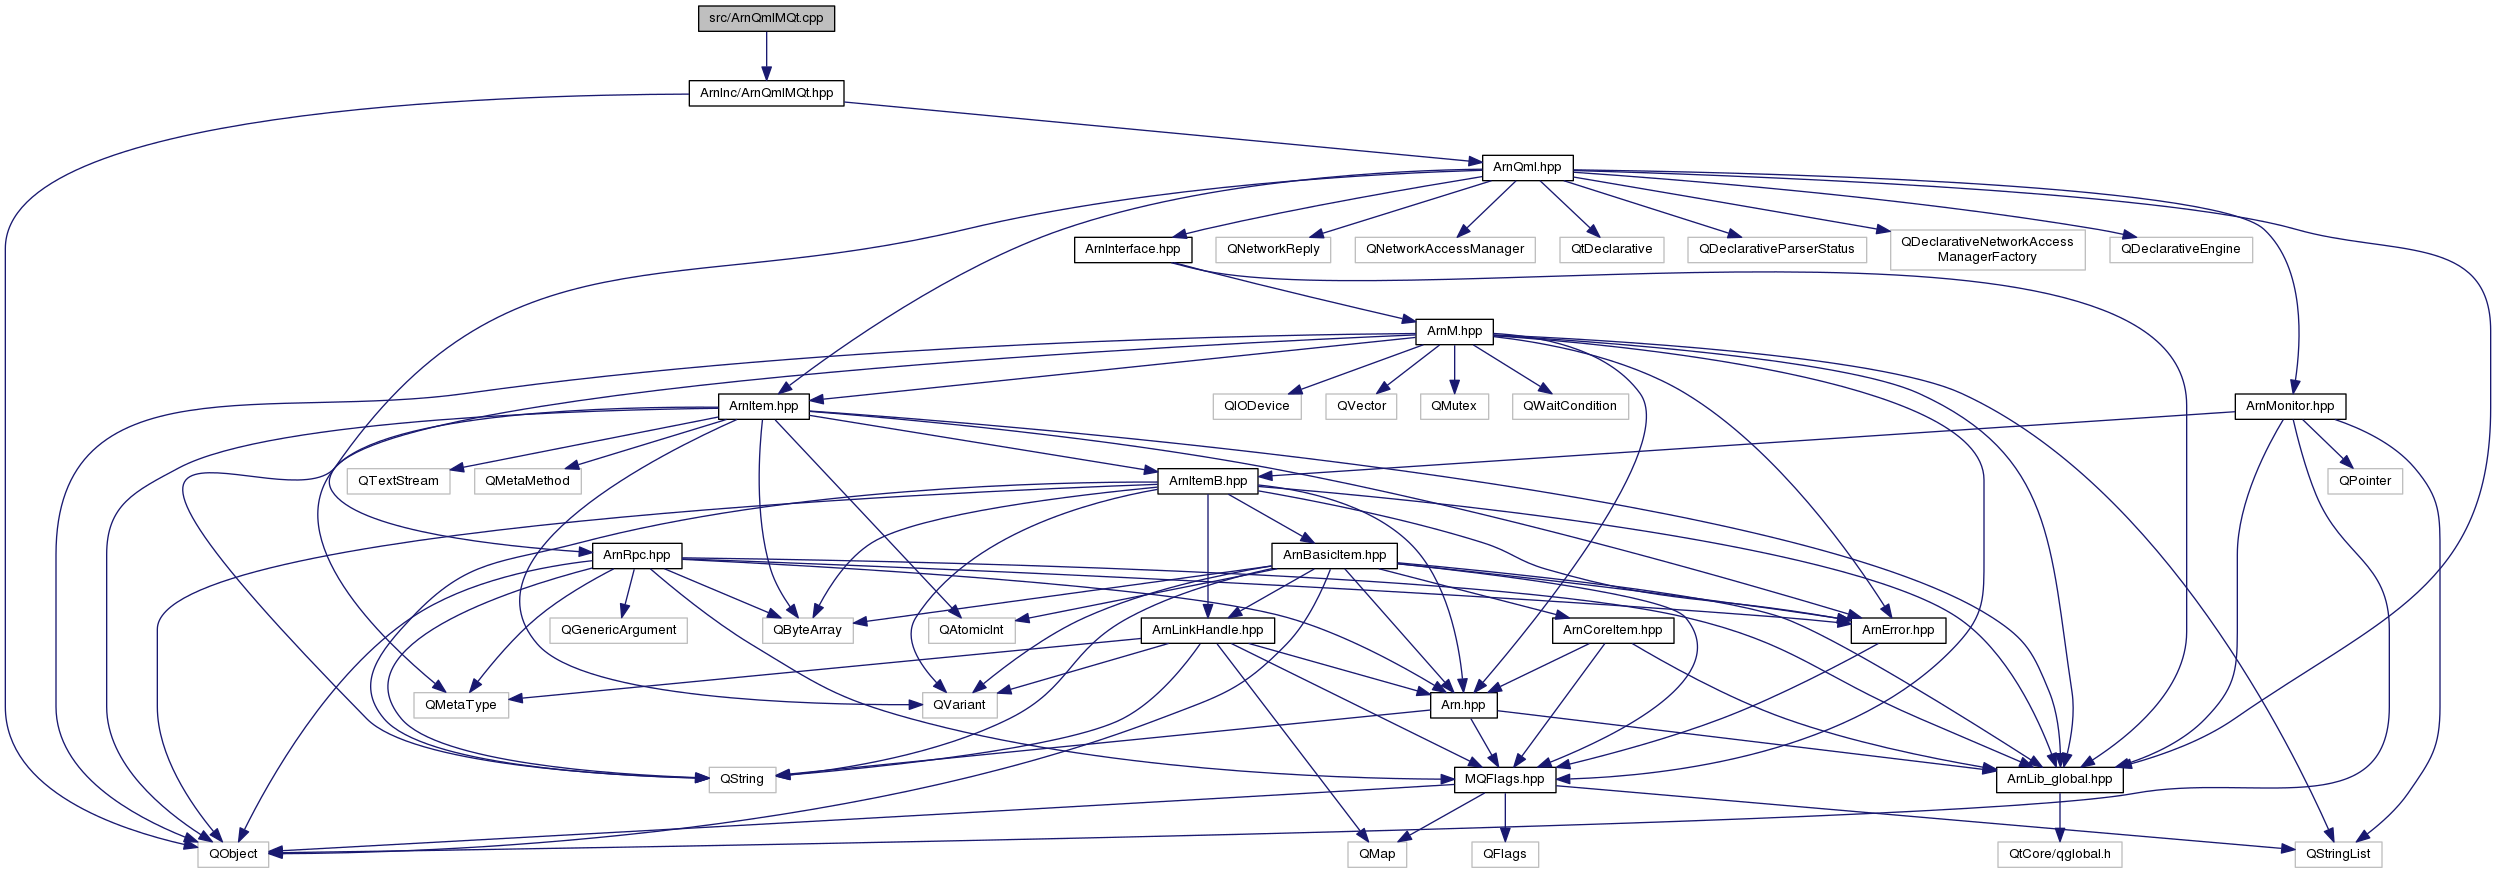 src/ArnQmlMQt.cpp
ArnInc/ArnQmlMQt.hpp
ArnQml.hpp
ArnInterface.hpp
QNetworkReply
QNetworkAccessManager
QtDeclarative
QDeclarativeParserStatus
QDeclarativeNetworkAccess
ManagerFactory
QDeclarativeEngine
ArnM.hpp
ArnItem.hpp
QIODevice
QVector
QMutex
QWaitCondition
ArnMonitor.hpp
QTextStream
QMetaMethod
ArnItemB.hpp
QPointer
ArnRpc.hpp
ArnBasicItem.hpp
QGenericArgument
QByteArray
QAtomicInt
ArnLinkHandle.hpp
ArnCoreItem.hpp
ArnError.hpp
QMetaType
QVariant
Arn.hpp
QString
MQFlags.hpp
ArnLib_global.hpp
QObject
QMap
QFlags
QtCore/qglobal.h
QStringList